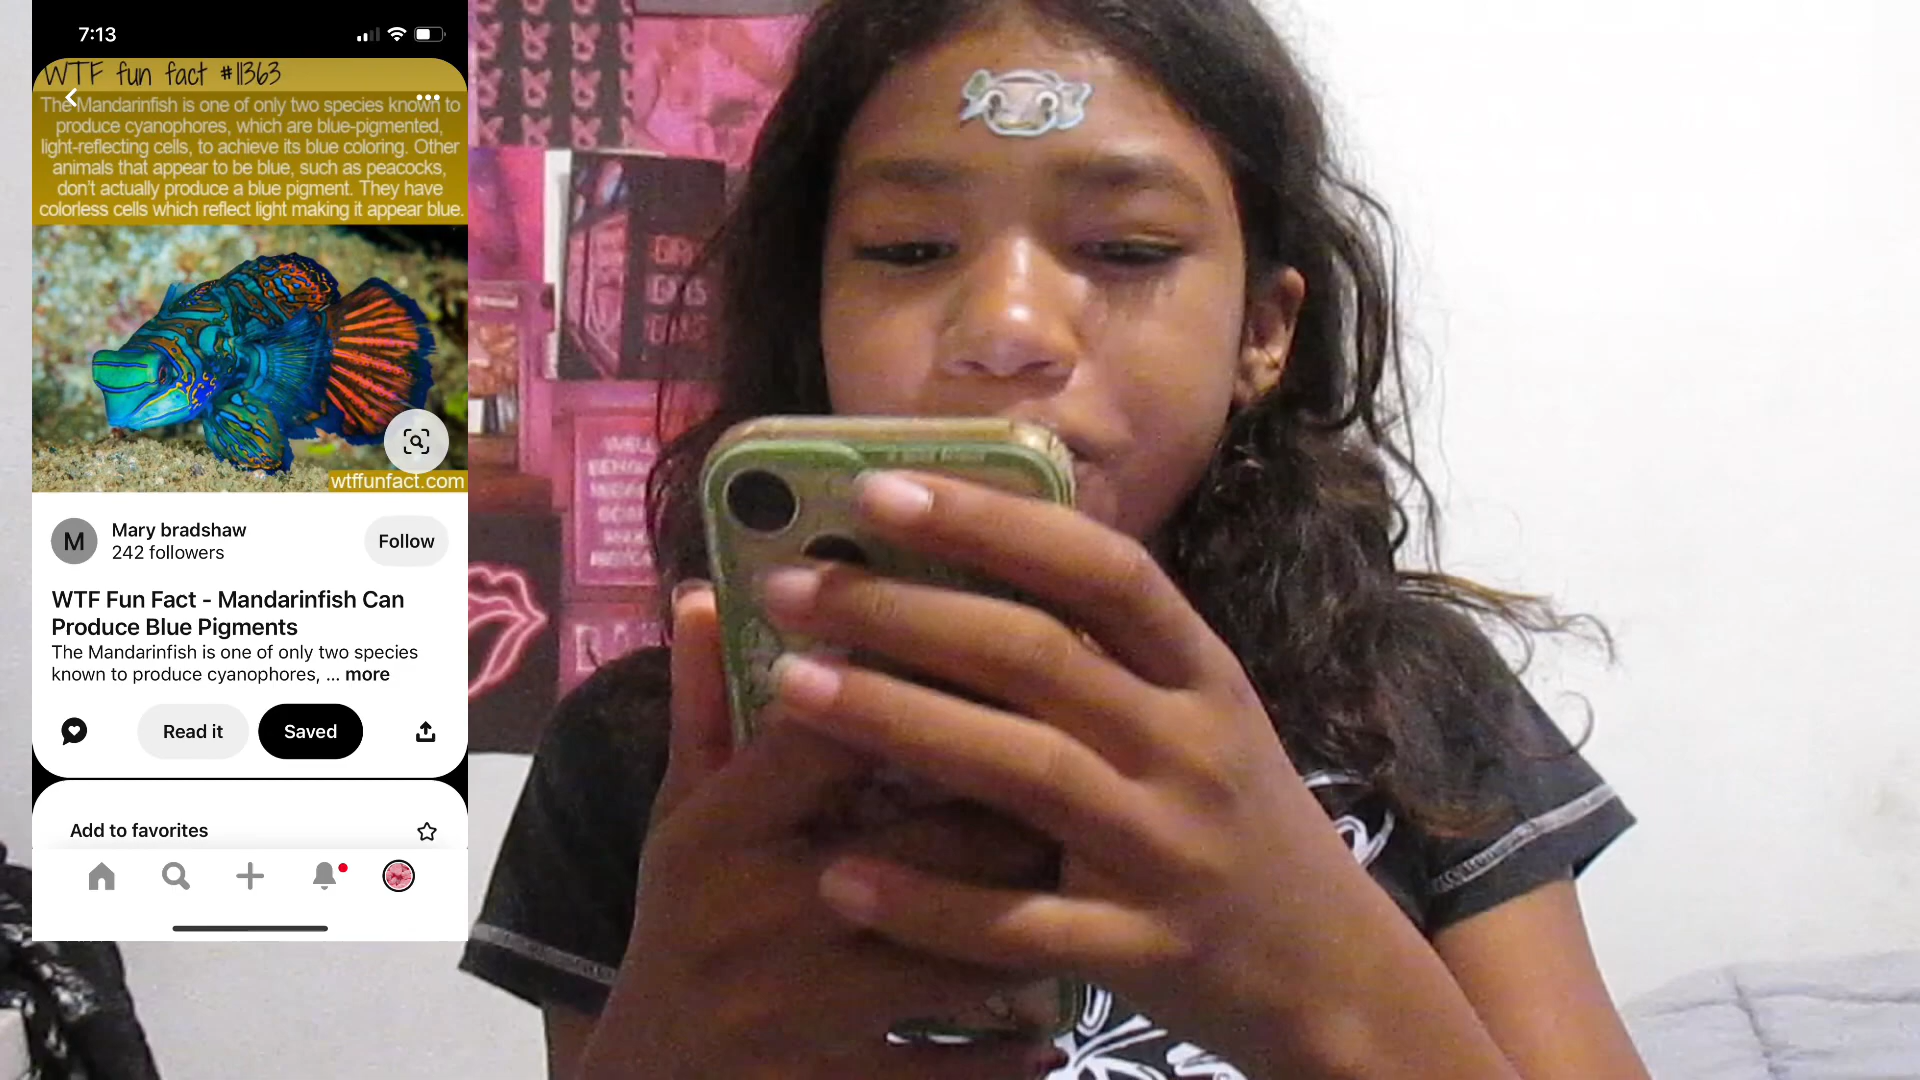 7:13
WTF fun fact #11363
The Mandarinfish is one of only two species known to
produce cyanophores, which are blue-pigmented,
light-reflecting cells, to achieve its blue coloring. Other
animals that appear to be blue, such as peacocks,
don't actually produce a blue pigment. They have
colorless cells which reflect light making it appear blue.
wtffunfact.com
M
Mary bradshaw
242 followers
Follow
WTF Fun Fact - Mandarinfish Can
Produce Blue Pigments
The Mandarinfish is one of only two species
known to produce cyanophores, ... more
Read it
Saved
Add to favorites